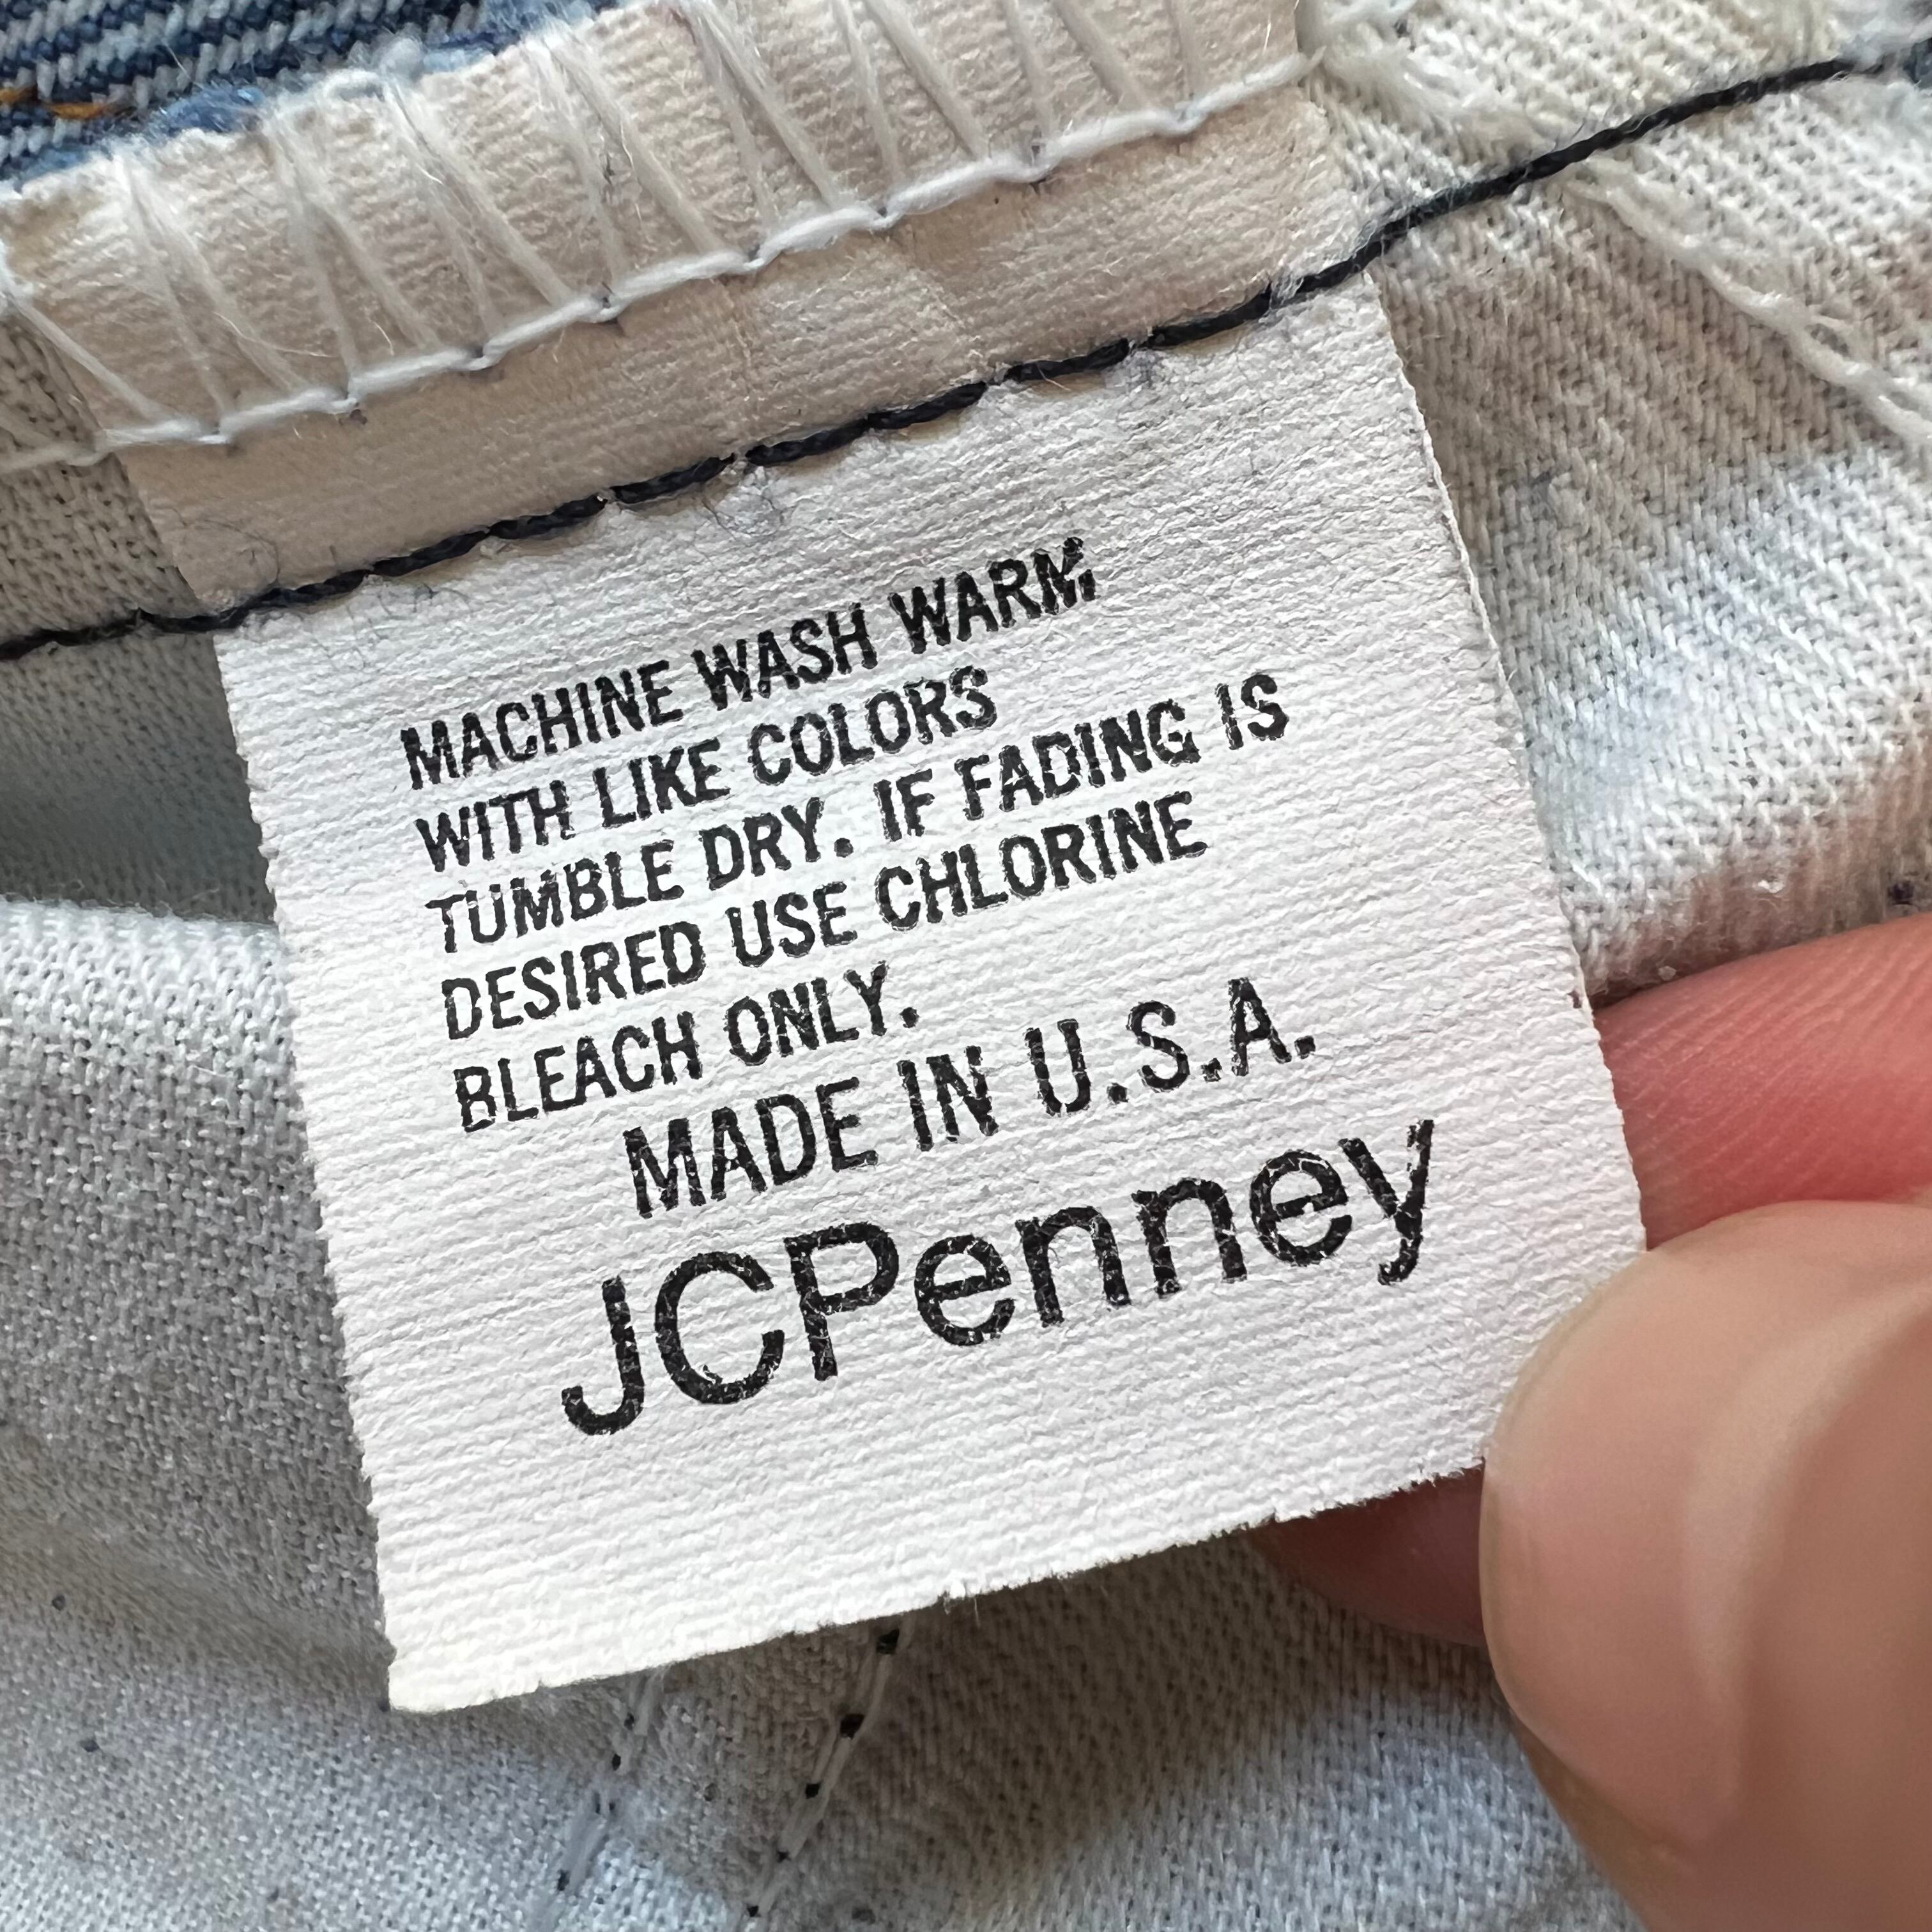 MACHINE WASH WARM
WITH LIKE COLORS
TUMBLE DRY. IF FADING IS
DESIRED USE CHLORINE
BLEACH ONLY.
MADE IN U.S.A.
JCPenney